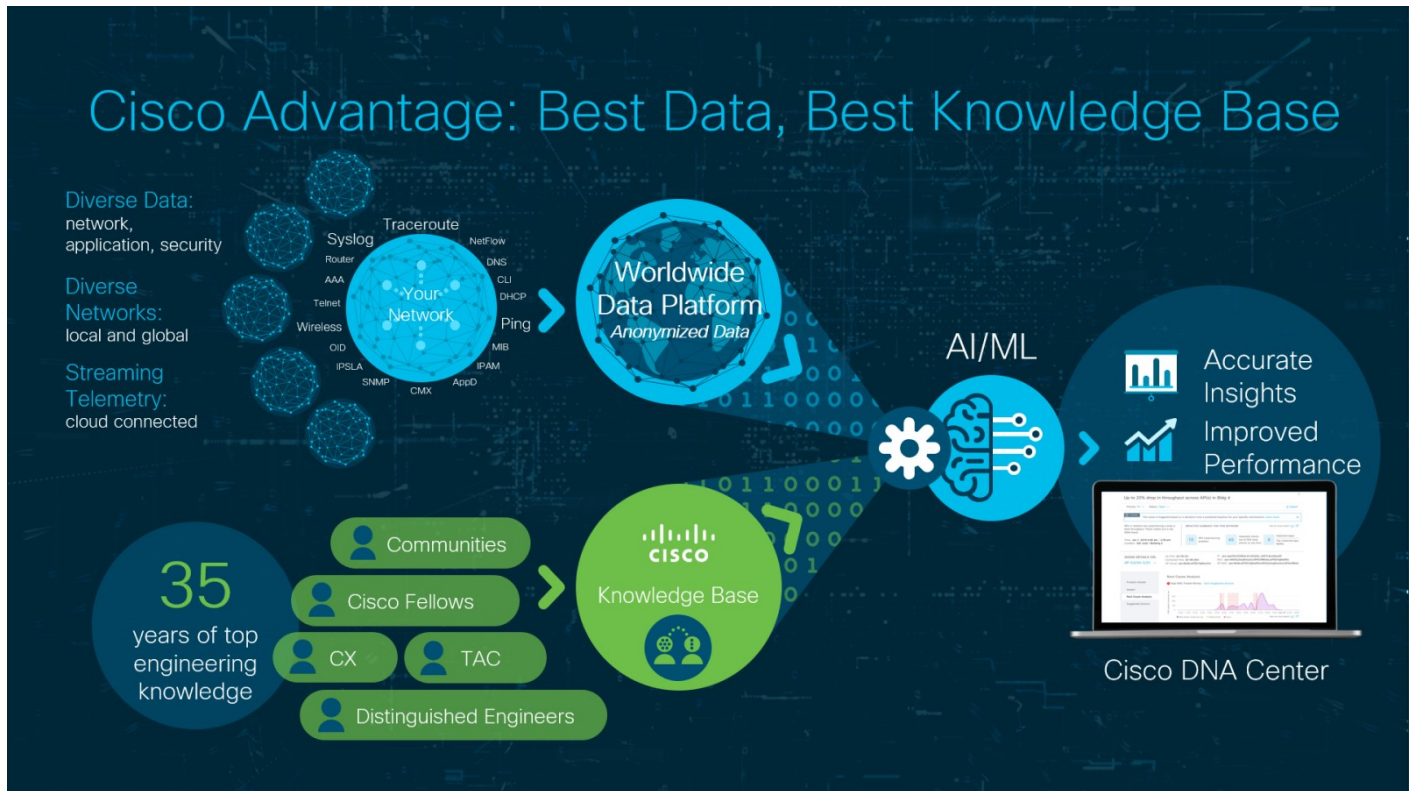 Cisco Advantage: Best Data, Best Knowledge Base
Diverse Data:
network,
application, security
Diverse
Networks:
local and global
Streaming
Telemetry:
cloud connected
Traceroute
Syslog
NetFlow
Router
DNS
AAA
CLI
DHCP
Telnet
Your
Network
Ping
Wireless
OID
MIB
IPSLA
IPAM
SNMP
AppD
CMX
Worldwide
Data Platform
Anonymized Data
AI/ML
Accurate
Insights
Improved
Performance
Cisco DNA Center
35
years of top
engineering
knowledge
Communities
Cisco Fellows
CX
TAC
Distinguished Engineers
CISCO
Knowledge Base